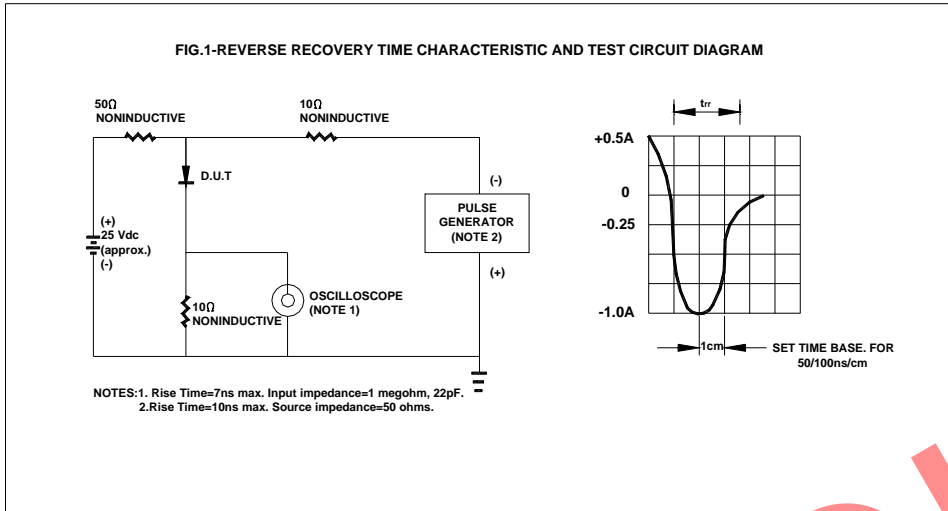 FIG.1-REVERSE RECOVERY TIME CHARACTERISTIC AND TEST CIRCUIT DIAGRAM
50Ω
NONINDUCTIVE
10Ω
NONINDUCTIVE
D.U.T
(+)
25 Vdc
(approx.)
(-)
(-)
PULSE
GENERATOR
(NOTE 2)
(+)
10Ω
NONINDUCTIVE
OSCILLOSCOPE
(NOTE 1)
NOTES:1. Rise Time=7ns max. Input impedance=1 megohm, 22pF.
2.Rise Time=10ns max. Source impedance=50 ohms.
trr
+0.5A
0
-0.25
-1.0A
1cm
SET TIME BASE. FOR
50/100ns/cm